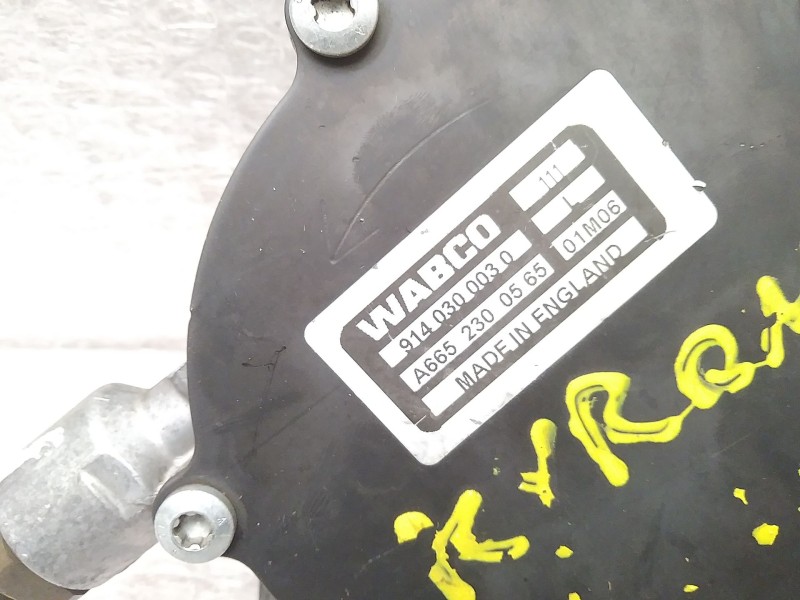 WABCO
111
914 030 003 0
A665 230 05 65
01M06
MADE IN ENGLAND